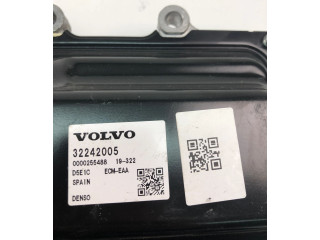 VOLVO
32242005
0000255488 19-322
D5E1C ECM-EAA
SPAIN
DENSO